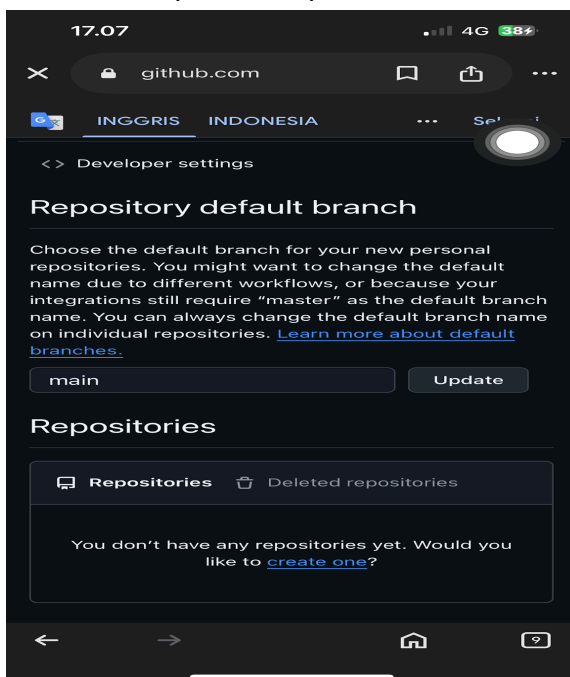 17.07
4G 38
github.com
INGGRIS INDONESIA
Developer settings
Repository default branch
Choose the default branch for your new personal
repositories. You might want to change the default
name due to different workflows, or because your
integrations still require “master” as the default branch
name. You can always change the default branch name
on individual repositories. Learn more about default
branches.
main
Update
Repositories
Repositories
Deleted repositories
You don’t have any repositories yet. Would you
like to create one?
9